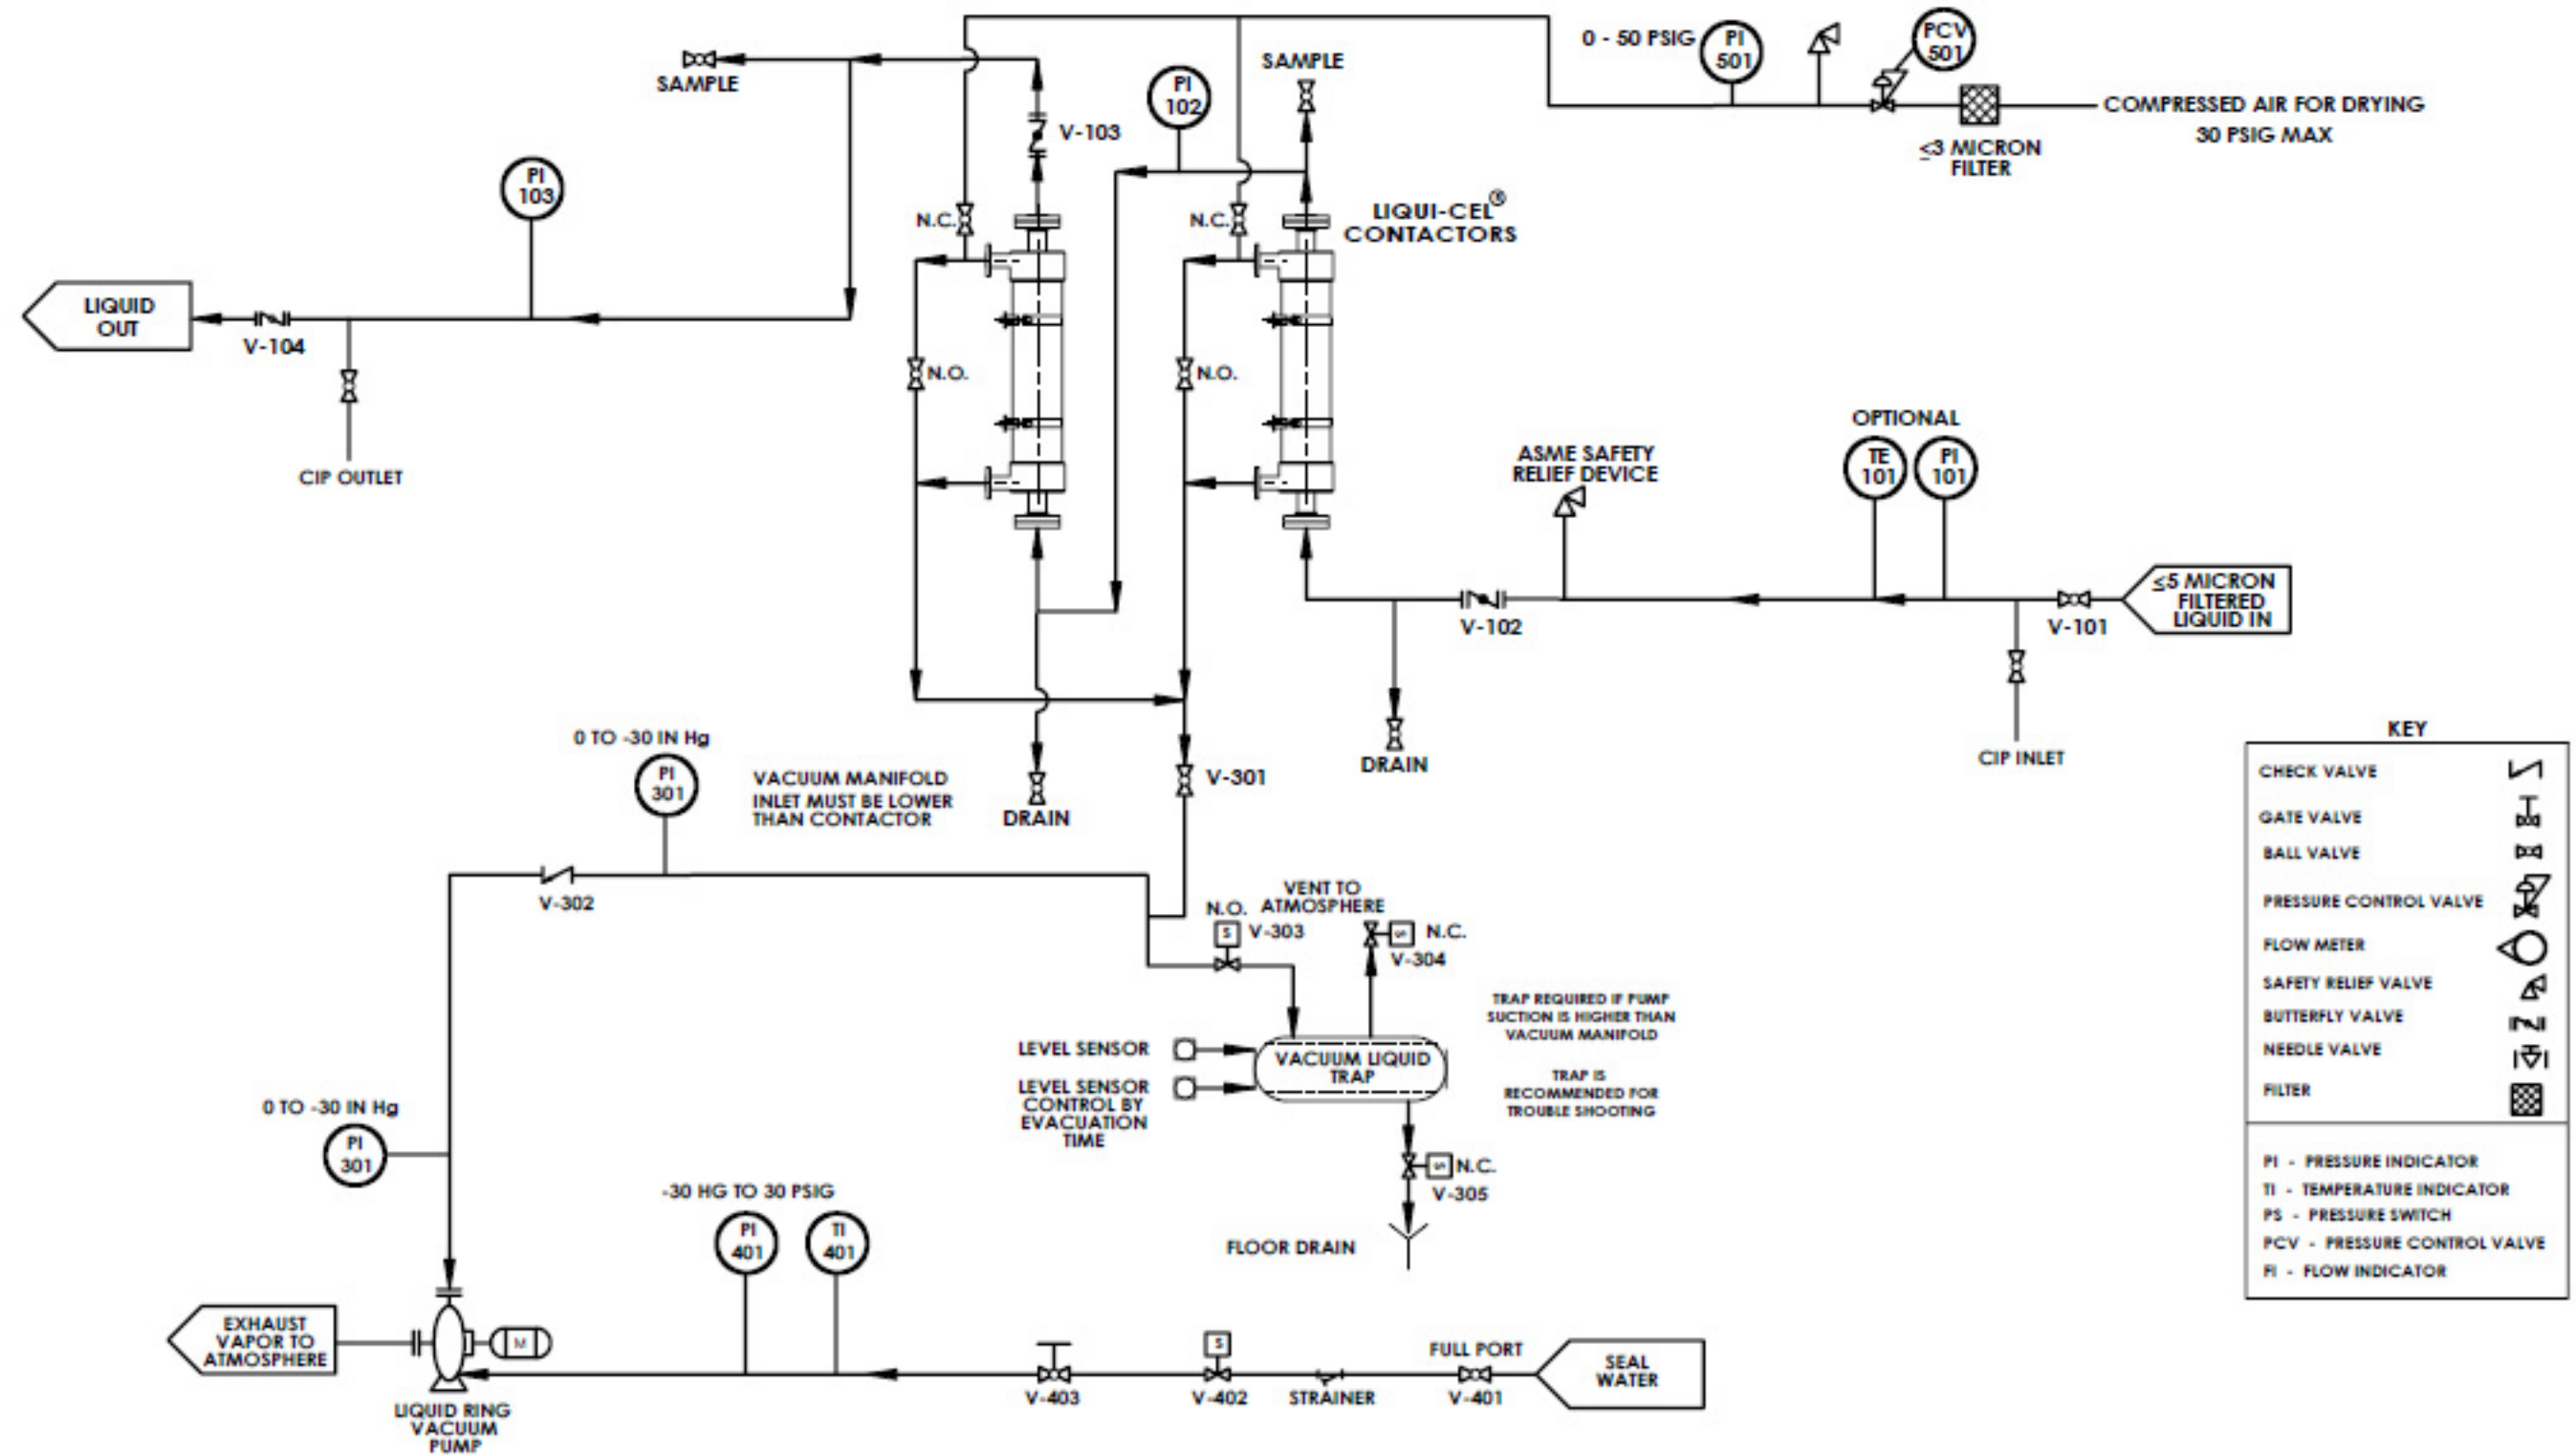 0 - 50 PSIG
PI
501
PCV
501
COMPRESSED AIR FOR DRYING
30 PSIG MAX
≤3 MICRON
FILTER
SAMPLE
SAMPLE
PI
102
V-103
PI
103
N.C.
N.C.
LIQUI-CEL®
CONTACTORS
LIQUID
OUT
V-104
N.O.
N.O.
CIP OUTLET
OPTIONAL
ASME SAFETY
RELIEF DEVICE
TE
101
PI
101
≤5 MICRON
FILTERED
LIQUID IN
V-102
V-101
DRAIN
CIP INLET
0 TO -30 IN Hg
PI
301
VACUUM MANIFOLD
INLET MUST BE LOWER
THAN CONTACTOR
DRAIN
V-301
V-302
VENT TO
ATMOSPHERE
N.O.
S
V-303
S
N.C.
V-304
TRAP REQUIRED IF PUMP
SUCTION IS HIGHER THAN
VACUUM MANIFOLD
TRAP IS
RECOMMENDED FOR
TROUBLE SHOOTING
LEVEL SENSOR
LEVEL SENSOR
CONTROL BY
EVACUATION
TIME
VACUUM LIQUID
TRAP
S
N.C.
V-305
FLOOR DRAIN
0 TO -30 IN Hg
PI
301
-30 HG TO 30 PSIG
PI
401
TI
401
EXHAUST
VAPOR TO
ATMOSPHERE
M
LIQUID RING
VACUUM
PUMP
V-403
S
V-402
STRAINER
FULL PORT
V-401
SEAL
WATER
KEY
CHECK VALVE
GATE VALVE
BALL VALVE
PRESSURE CONTROL VALVE
FLOW METER
SAFETY RELIEF VALVE
BUTTERFLY VALVE
NEEDLE VALVE
FILTER
PI - PRESSURE INDICATOR
TI - TEMPERATURE INDICATOR
PS - PRESSURE SWITCH
PCV - PRESSURE CONTROL VALVE
FI - FLOW INDICATOR